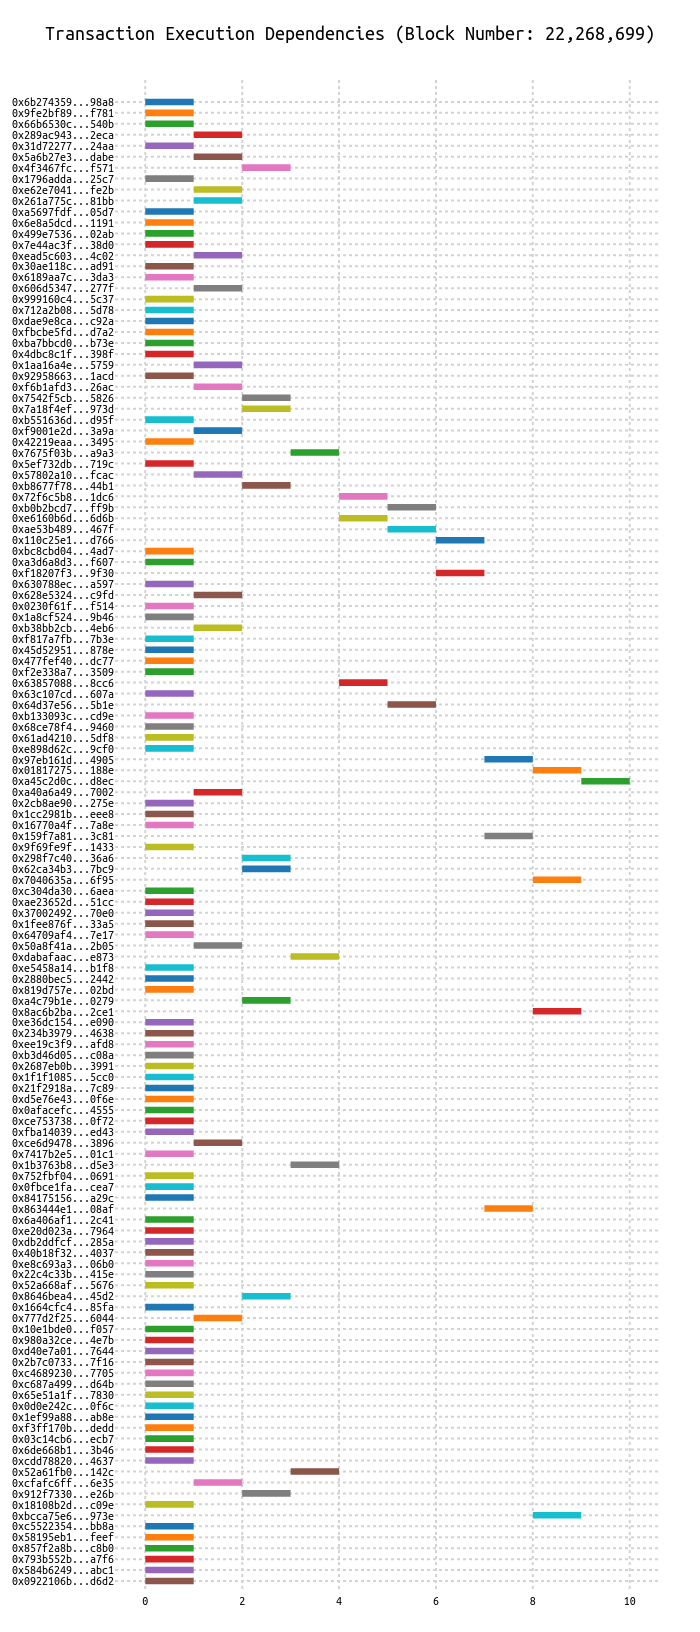 Transaction Execution Dependencies (Block Number: 22,268,699)
0x6b274359...98a8
0x9fe2bf89...f781
0x66b6530c...540b
0x289ac943...2eca
0x31d72277...24aa
0x5a6b27e3...dabe
0x4f3467fc...f571
0x1796adda...25c7
0xe62e7041...fe2b
0x261a775c...81bb
0xa5697fdf...05d7
0x6e8a5dcd...1191
0x499e7536...02ab
0x7e44ac3f...38d0
0xead5c603...4c02
0x30ae118c...ad91
0x6189aa7c...3da3
0x606d5347...277f
0x999160c4...5c37
0x712a2b08...5d78
0xdae9e8ca...c92a
0xfbcbe5fd...d7a2
0xba7bbcd0...b73e
0x4dbc8c1f...398f
0x1aa16a4e...5759
0x92958663...1acd
0xf6b1afd3...26ac
0x7542f5cb...5826
0x7a18f4ef...973d
0xb551636d...d95f
0xf9001e2d...3a9a
0x42219eaa...3495
0x7675f03b...a9a3
0x5ef732db...719c
0x57802a10...fcac
0xb8677f78...44b1
0x72f6c5b8...1dc6
0xb0b2bcd7...ff9b
0xe6160b6d...6d6b
0xae53b489...467f
0x110c25e1...d766
0xbc8cbd04...4ad7
0xa3d6a8d3...f607
0xf18207f3...9f30
0x630788ec...a597
0x628e5324...c9fd
0x0230f61f...f514
0x1a8cf524...9b46
0xb38bb2cb...4eb6
0xf817a7fb...7b3e
0x45d52951...878e
0x477fef40...dc77
0xf2e338a7...3509
0x63857088...8cc6
0x63c107cd...607a
0x64d37e56...5b1e
0xb133093c...cd9e
0x68ce78f4...9460
0x61ad4210...5df8
0xe898d62c...9cf0
0x97eb161d...4905
0x01817275...188e
0xa45c2d0c...d8ec
0xa40a6a49...7002
0x2cb8ae90...275e
0x1cc2981b...eee8
0x16770a4f...7a8e
0x159f7a81...3c81
0x9f69fe9f...1433
0x298f7c40...36a6
0x62ca34b3...7bc9
0x7040635a...6f95
0xc304da30...6aea
0xae23652d...51cc
0x37002492...70e0
0x1fee876f...33a5
0x64709af4...7e17
0x50a8f41a...2b05
0xdabafaac...e873
0xe5458a14...b1f8
0x2880bec5...2442
0x819d757e...02bd
0xa4c79b1e...0279
0x8ac6b2ba...2ce1
0xe36dc154...e090
0x234b3979...4638
0xee19c3f9...afd8
0xb3d46d05...c08a
0x2687eb0b...3991
0x1f1f1085...5cc0
0x21f2918a...7c89
0xd5e76e43...0f6e
0x0afacefc...4555
0xce753738...0f72
0xfba14039...ed43
0xce6d9478...3896
0x7417b2e5...01c1
0x1b3763b8...d5e3
0x752fbf04...0691
0x0fbce1fa...cea7
0x84175156...a29c
0x863444e1...08af
0x6a406af1...2c41
0xe20d023a...7964
0xdb2ddfcf...285a
0x40b18f32...4037
0xe8c693a3...06b0
0x22c4c33b...415e
0x52a668af...5676
0x8646bea4...45d2
0x1664cfc4...85fa
0x777d2f25...6044
0x10e1bde0...f057
0x980a32ce...4e7b
0xd40e7a01...7644
0x2b7c0733...7f16
0xc4689230...7705
0xc687a499...d64b
0x65e51a1f...7830
0x0d0e242c...0f6c
0x1ef99a88...ab8e
0xf3ff170b...dedd
0x03c14cb6...ecb7
0x6de668b1...3b46
0xcdd78820...4637
0x52a61fb0...142c
0xcfafc6ff...6e35
0x912f7330...e26b
0x18108b2d...c09e
0xbcca75e6...973e
0xc5522354...bb8a
0x58195eb1...feef
0x857f2a8b...c8b0
0x793b552b...a7f6
0x584b6249...abc1
0x0922106b...d6d2
0 2 4 6 8 10